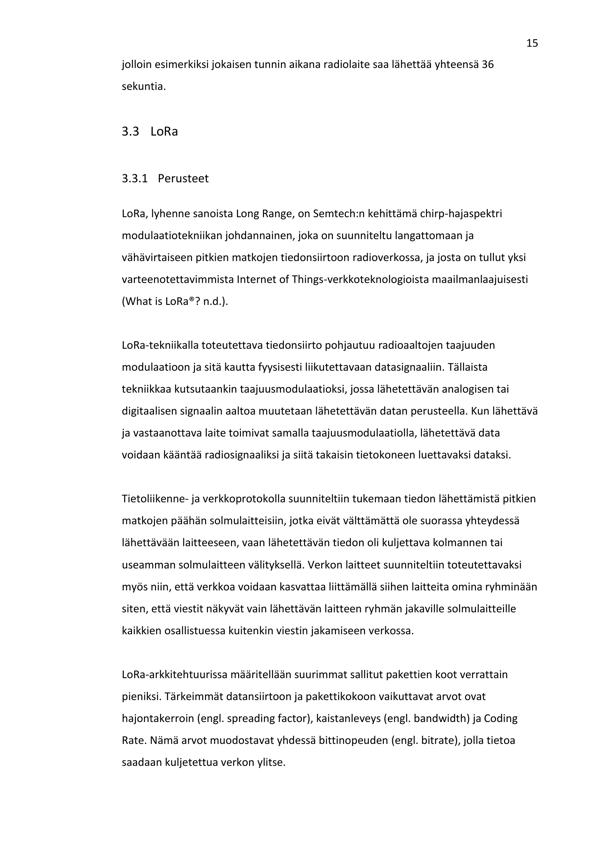 15
jolloin esimerkiksi jokaisen tunnin aikana radiolaite saa lähettää yhteensä 36
sekuntia.
3.3 LoRa
3.3.1 Perusteet
LoRa, lyhenne sanoista Long Range, on Semtech:n kehittämä chirp-hajaspektri
modulaatiotekniikan johdannainen, joka on suunniteltu langattomaan ja
vähävirtaiseen pitkien matkojen tiedonsiirtoon radioverkossa, ja josta on tullut yksi
varteenotettavimmista Internet of Things-verkkoteknologioista maailmanlaajuisesti
(What is LoRa®? n.d.).
LoRa-tekniikalla toteutettava tiedonsiirto pohjautuu radioaaltojen taajuuden
modulaatioon ja sitä kautta fyysisesti liikutettavaan datasignaaliin. Tällaista
tekniikkaa kutsutaankin taajuusmodulaatioksi, jossa lähetettävän analogisen tai
digitaalisen signaalin aaltoa muutetaan lähetettävän datan perusteella. Kun lähettävä
ja vastaanottava laite toimivat samalla taajuusmodulaatiolla, lähetettävä data
voidaan kääntää radiosignaaliksi ja siitä takaisin tietokoneen luettavaksi dataksi.
Tietoliikenne- ja verkkoprotokolla suunniteltiin tukemaan tiedon lähettämistä pitkien
matkojen päähän solmulaitteisiin, jotka eivät välttämättä ole suorassa yhteydessä
lähettävään laitteeseen, vaan lähetettävän tiedon oli kuljettava kolmannen tai
useamman solmulaitteen välityksellä. Verkon laitteet suunniteltiin toteutettavaksi
myös niin, että verkkoa voidaan kasvattaa liittämällä siihen laitteita omina ryhminään
siten, että viestit näkyvät vain lähettävän laitteen ryhmän jakaville solmulaitteille
kaikkien osallistuessa kuitenkin viestin jakamiseen verkossa.
LoRa-arkkitehtuurissa määritellään suurimmat sallitut pakettien koot verrattain
pieniksi. Tärkeimmät datansiirtoon ja pakettikokoon vaikuttavat arvot ovat
hajontakerroin (engl. spreading factor), kaistanleveys (engl. bandwidth) ja Coding
Rate. Nämä arvot muodostavat yhdessä bittinopeuden (engl. bitrate), jolla tietoa
saadaan kuljetettua verkon ylitse.